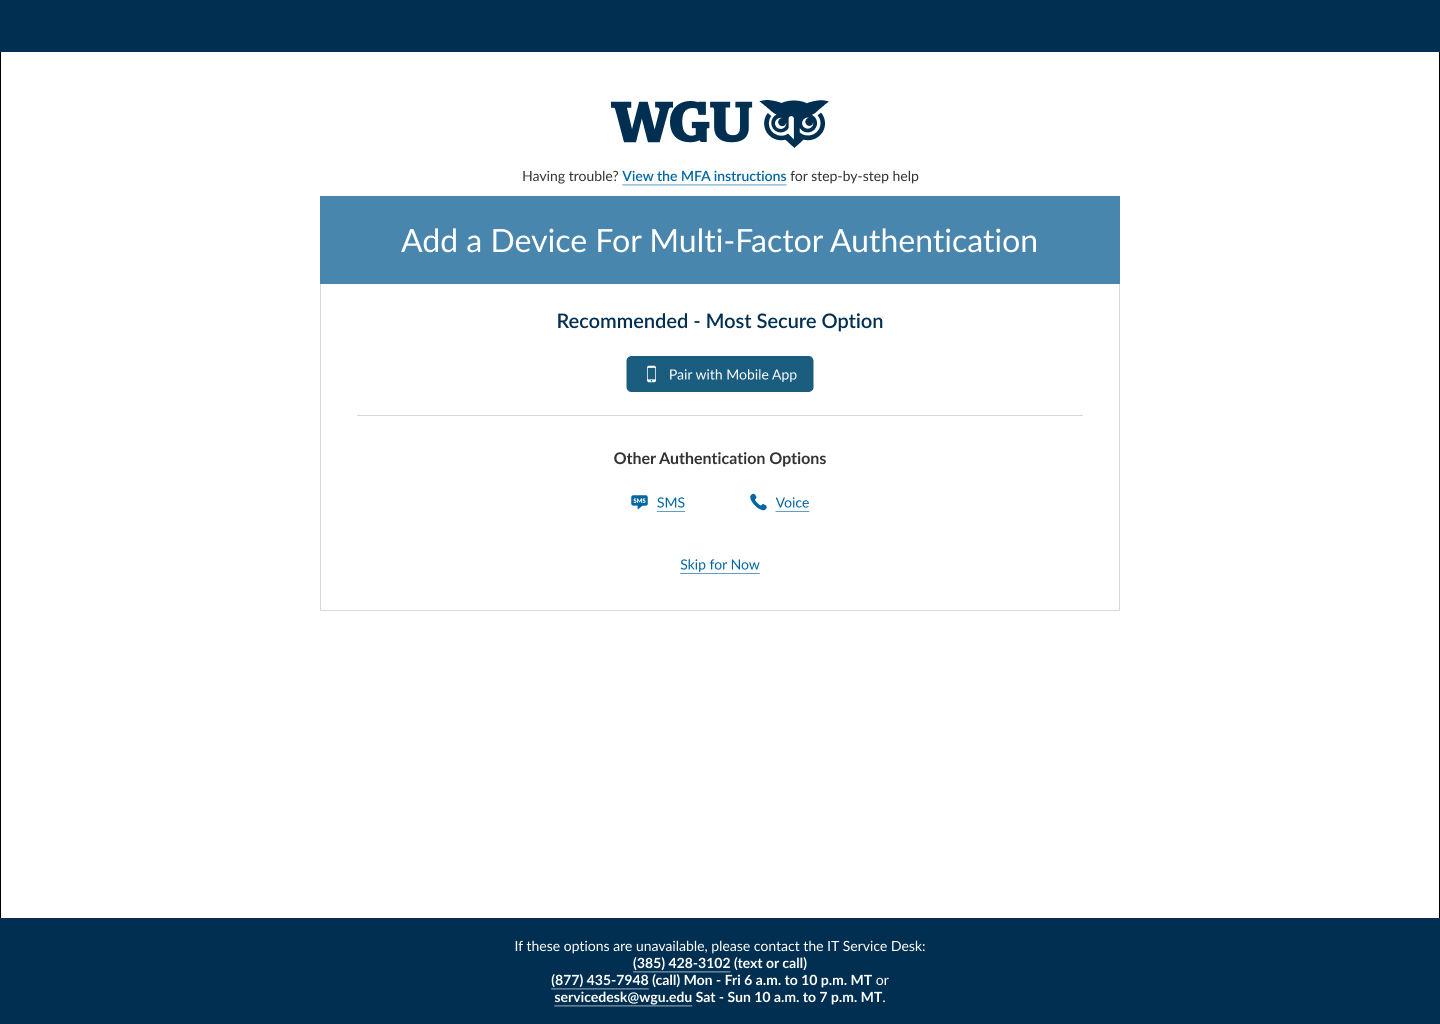 WGU
Having trouble? View the MFA instructions for step-by-step help
Add a Device For Multi-Factor Authentication
Recommended - Most Secure Option
Pair with Mobile App
Other Authentication Options
SMS SMS
Voice
Skip for Now
If these options are unavailable, please contact the IT Service Desk:
(385) 428-3102 (text or call)
(877) 435-7948 (call) Mon - Fri 6 a.m. to 10 p.m. MT or
servicedesk@wgu.edu Sat - Sun 10 a.m. to 7 p.m. MT.